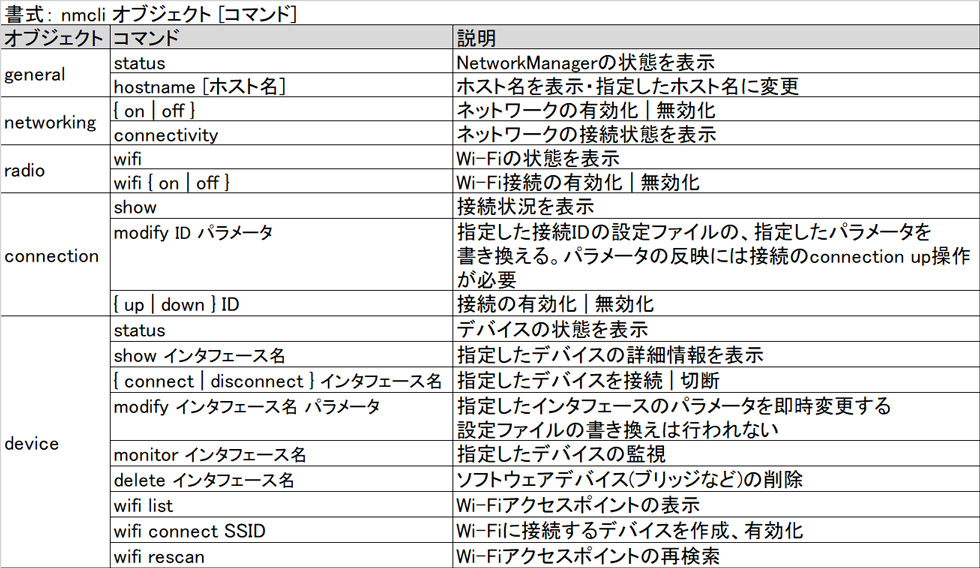 書式： nmcli オブジェクト [コマンド]
オブジェクト コマンド 説明
general
status NetworkManagerの状態を表示
hostname [ホスト名] ホスト名を表示・指定したホスト名に変更
networking
{ on | off } ネットワークの有効化 | 無効化
connectivity ネットワークの接続状態を表示
radio
wifi Wi-Fiの状態を表示
wifi { on | off } Wi-Fi接続の有効化 | 無効化
connection
show 接続状況を表示
modify ID パラメータ 指定した接続IDの設定ファイルの、指定したパラメータを
書き換える。パラメータの反映には接続のconnection up操作
が必要
{ up | down } ID 接続の有効化 | 無効化
device
status デバイスの状態を表示
show インタフェース名 指定したデバイスの詳細情報を表示
{ connect | disconnect } インタフェース名 指定したデバイスを接続 | 切断
modify インタフェース名 パラメータ 指定したインタフェースのパラメータを即時変更する
設定ファイルの書き換えは行われない
monitor インタフェース名 指定したデバイスの監視
delete インタフェース名 ソフトウェアデバイス(ブリッジなど)の削除
wifi list Wi-Fiアクセスポイントの表示
wifi connect SSID Wi-Fiに接続するデバイスを作成、有効化
wifi rescan Wi-Fiアクセスポイントの再検索